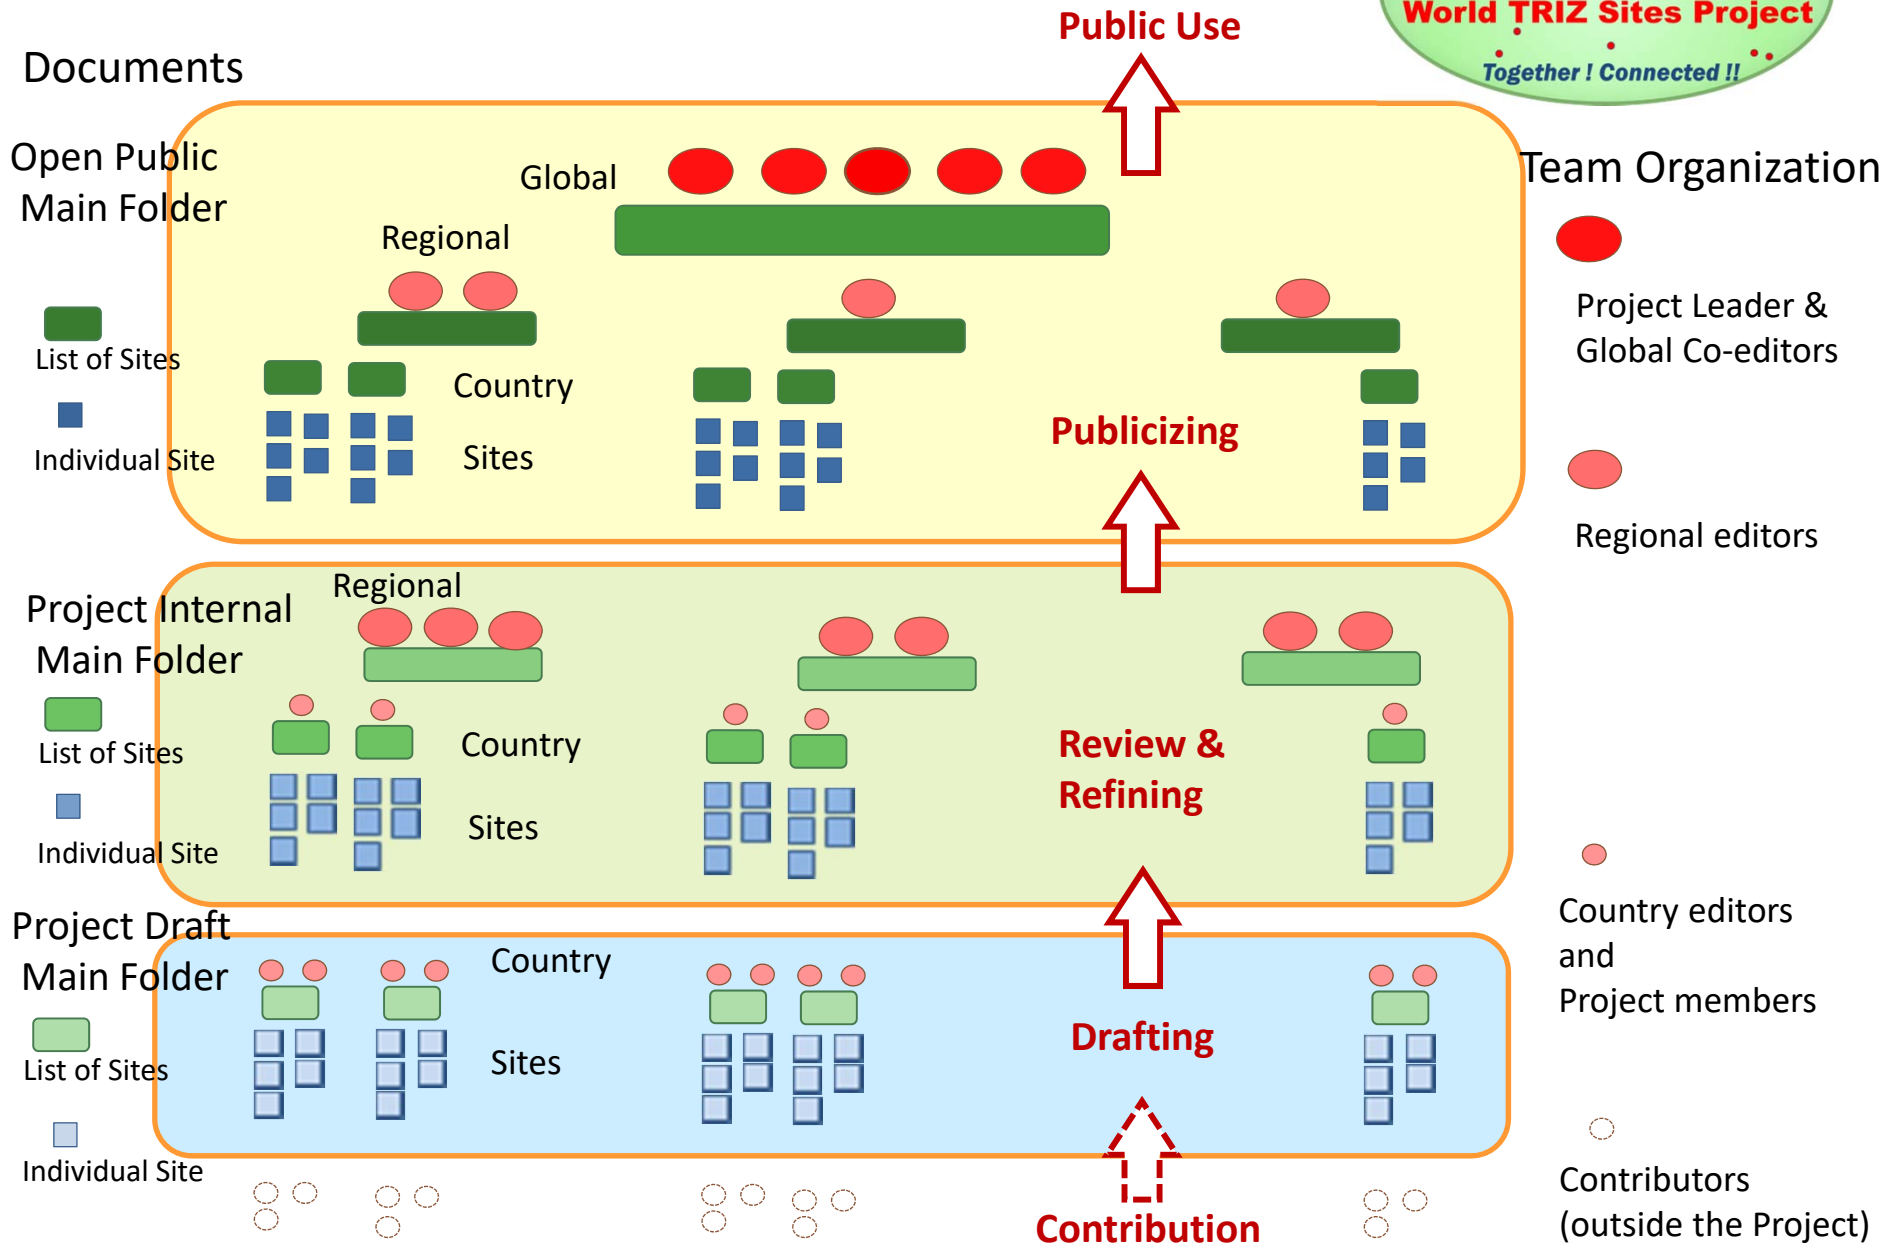 Public Use
World TRIZ Sites Project
Together ! Connected !!
Documents
Open Public
Main Folder
Global
Team Organization
Regional
Project Leader &
Global Co-editors
List of Sites
Country
Individual Site
Sites
Publicizing
Regional editors
Project Internal
Main Folder
Regional
List of Sites
Country
Review &
Refining
Individual Site
Sites
Country editors
and
Project members
Project Draft
Main Folder
Country
List of Sites
Sites
Drafting
Individual Site
Contribution
Contributors
(outside the Project)